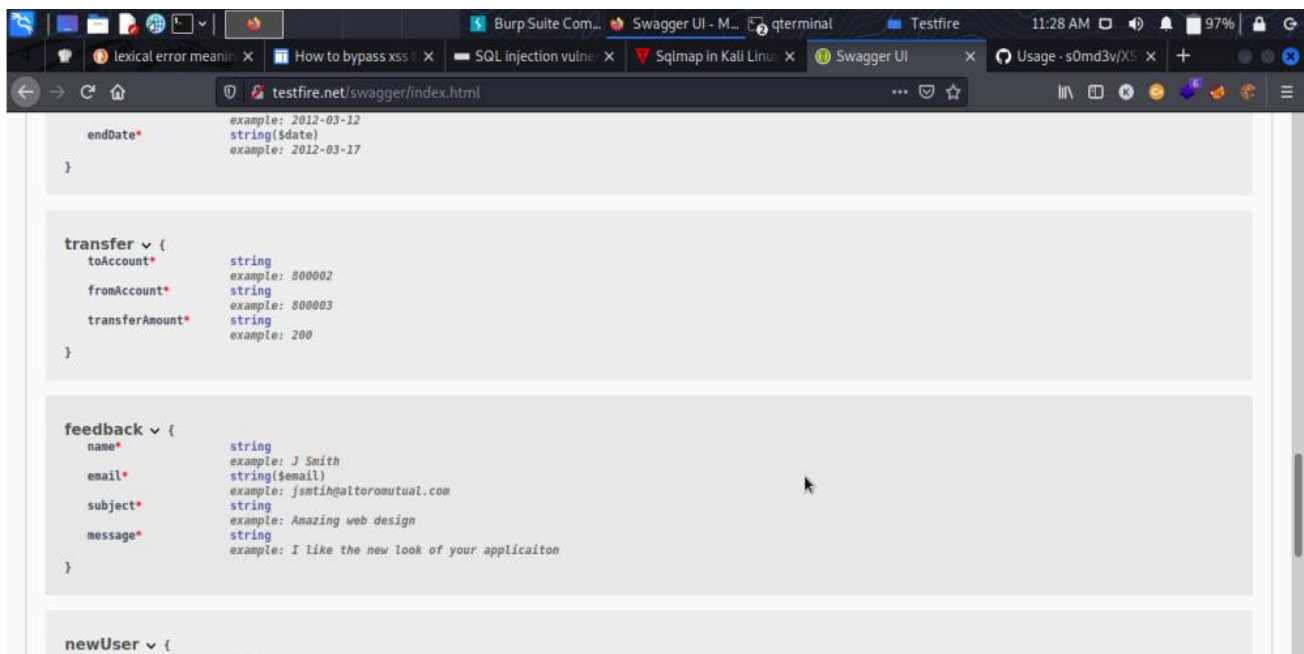 Burp Suite Com... Swagger UI - M... qterminal Testfire 11:28 AM 97%
lexical error meanin How to bypass xss f SQL injection vulne Sqlmap in Kali Linu Swagger UI Usage · s0md3v/XS
testfire.net/swagger/index.html
example: 2012-03-12
endDate* string($date)
example: 2012-03-17
}
transfer {
toAccount* string
example: 800002
fromAccount* string
example: 800003
transferAmount* string
example: 200
}
feedback {
name* string
example: J Smith
email* string($email)
example: jsmtih@altoromutual.com
subject* string
example: Amazing web design
message* string
example: I like the new look of your applicaiton
}
newUser {